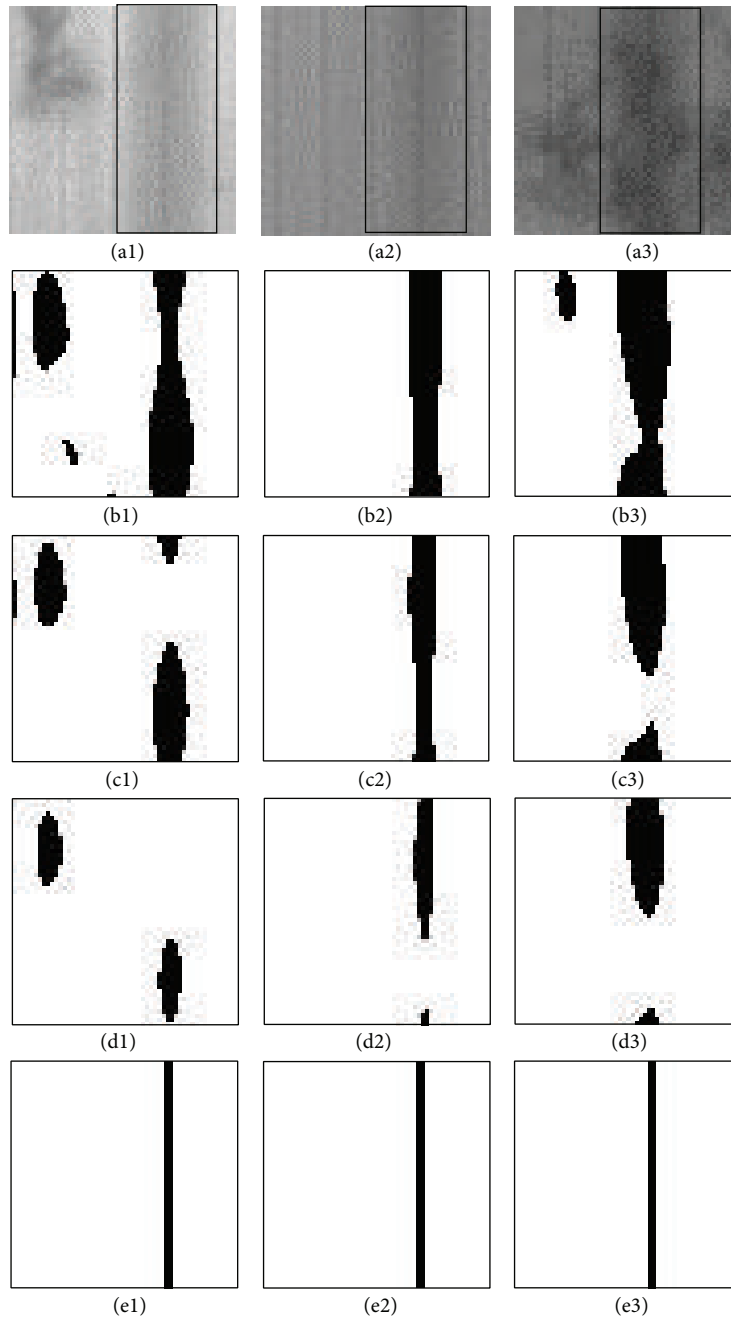 (a1) (a2) (a3)
(b1) (b2) (b3)
(c1) (c2) (c3)
(d1) (d2) (d3)
(e1) (e2) (e3)